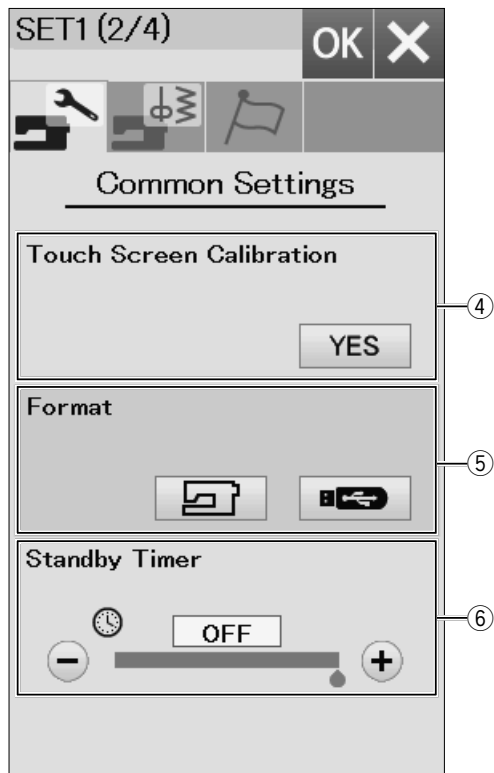 SET1 (2/4)
OK
Common Settings
Touch Screen Calibration
④
YES
Format
⑤
Standby Timer
⑥
OFF